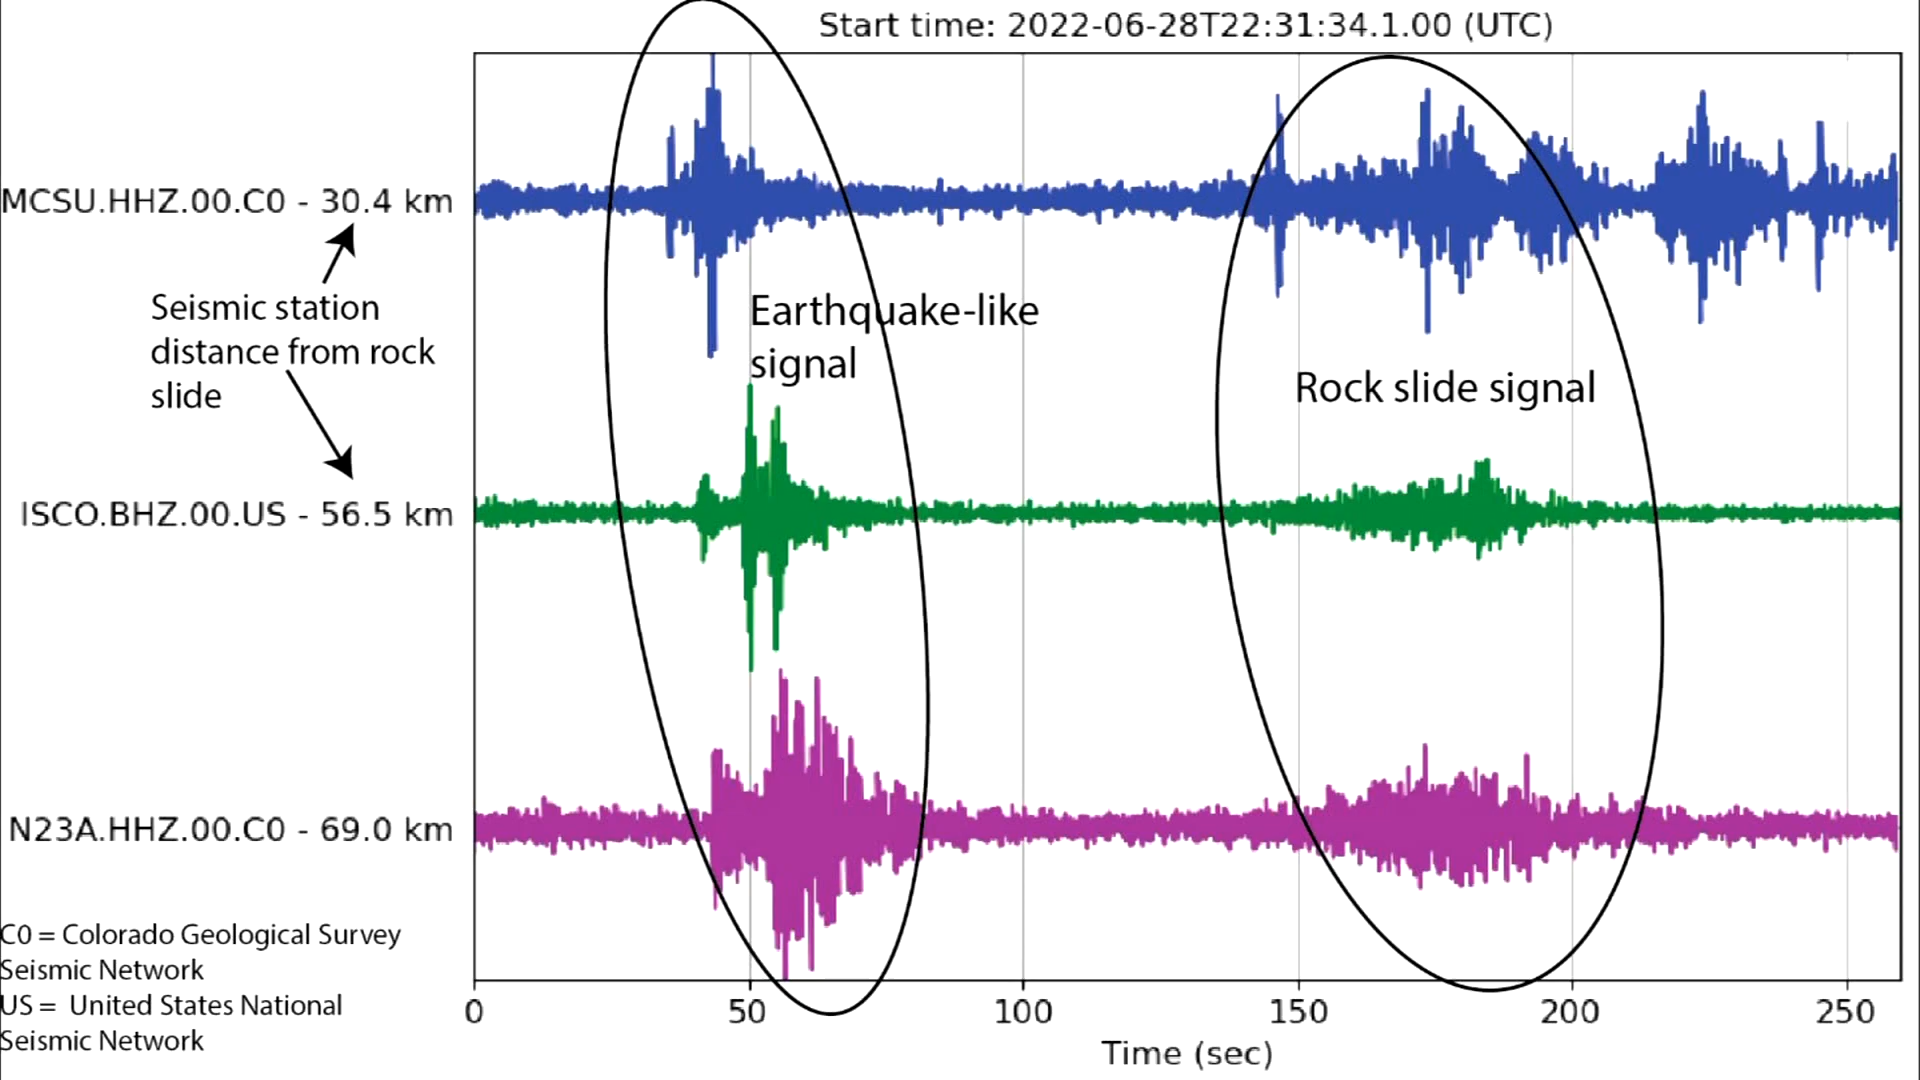 Start time: 2022-06-28T22:31:34.1.00 (UTC)
MCSU.HHZ.00.C0 - 30.4 km
Seismic station
distance from rock
slide
Earthquake-like
signal
Rock slide signal
ISCO.BHZ.00.US - 56.5 km
N23A.HHZ.00.C0 - 69.0 km
C0 = Colorado Geological Survey
Seismic Network
US =  United States National
Seismic Network
0 50 100 150 200 250
Time (sec)